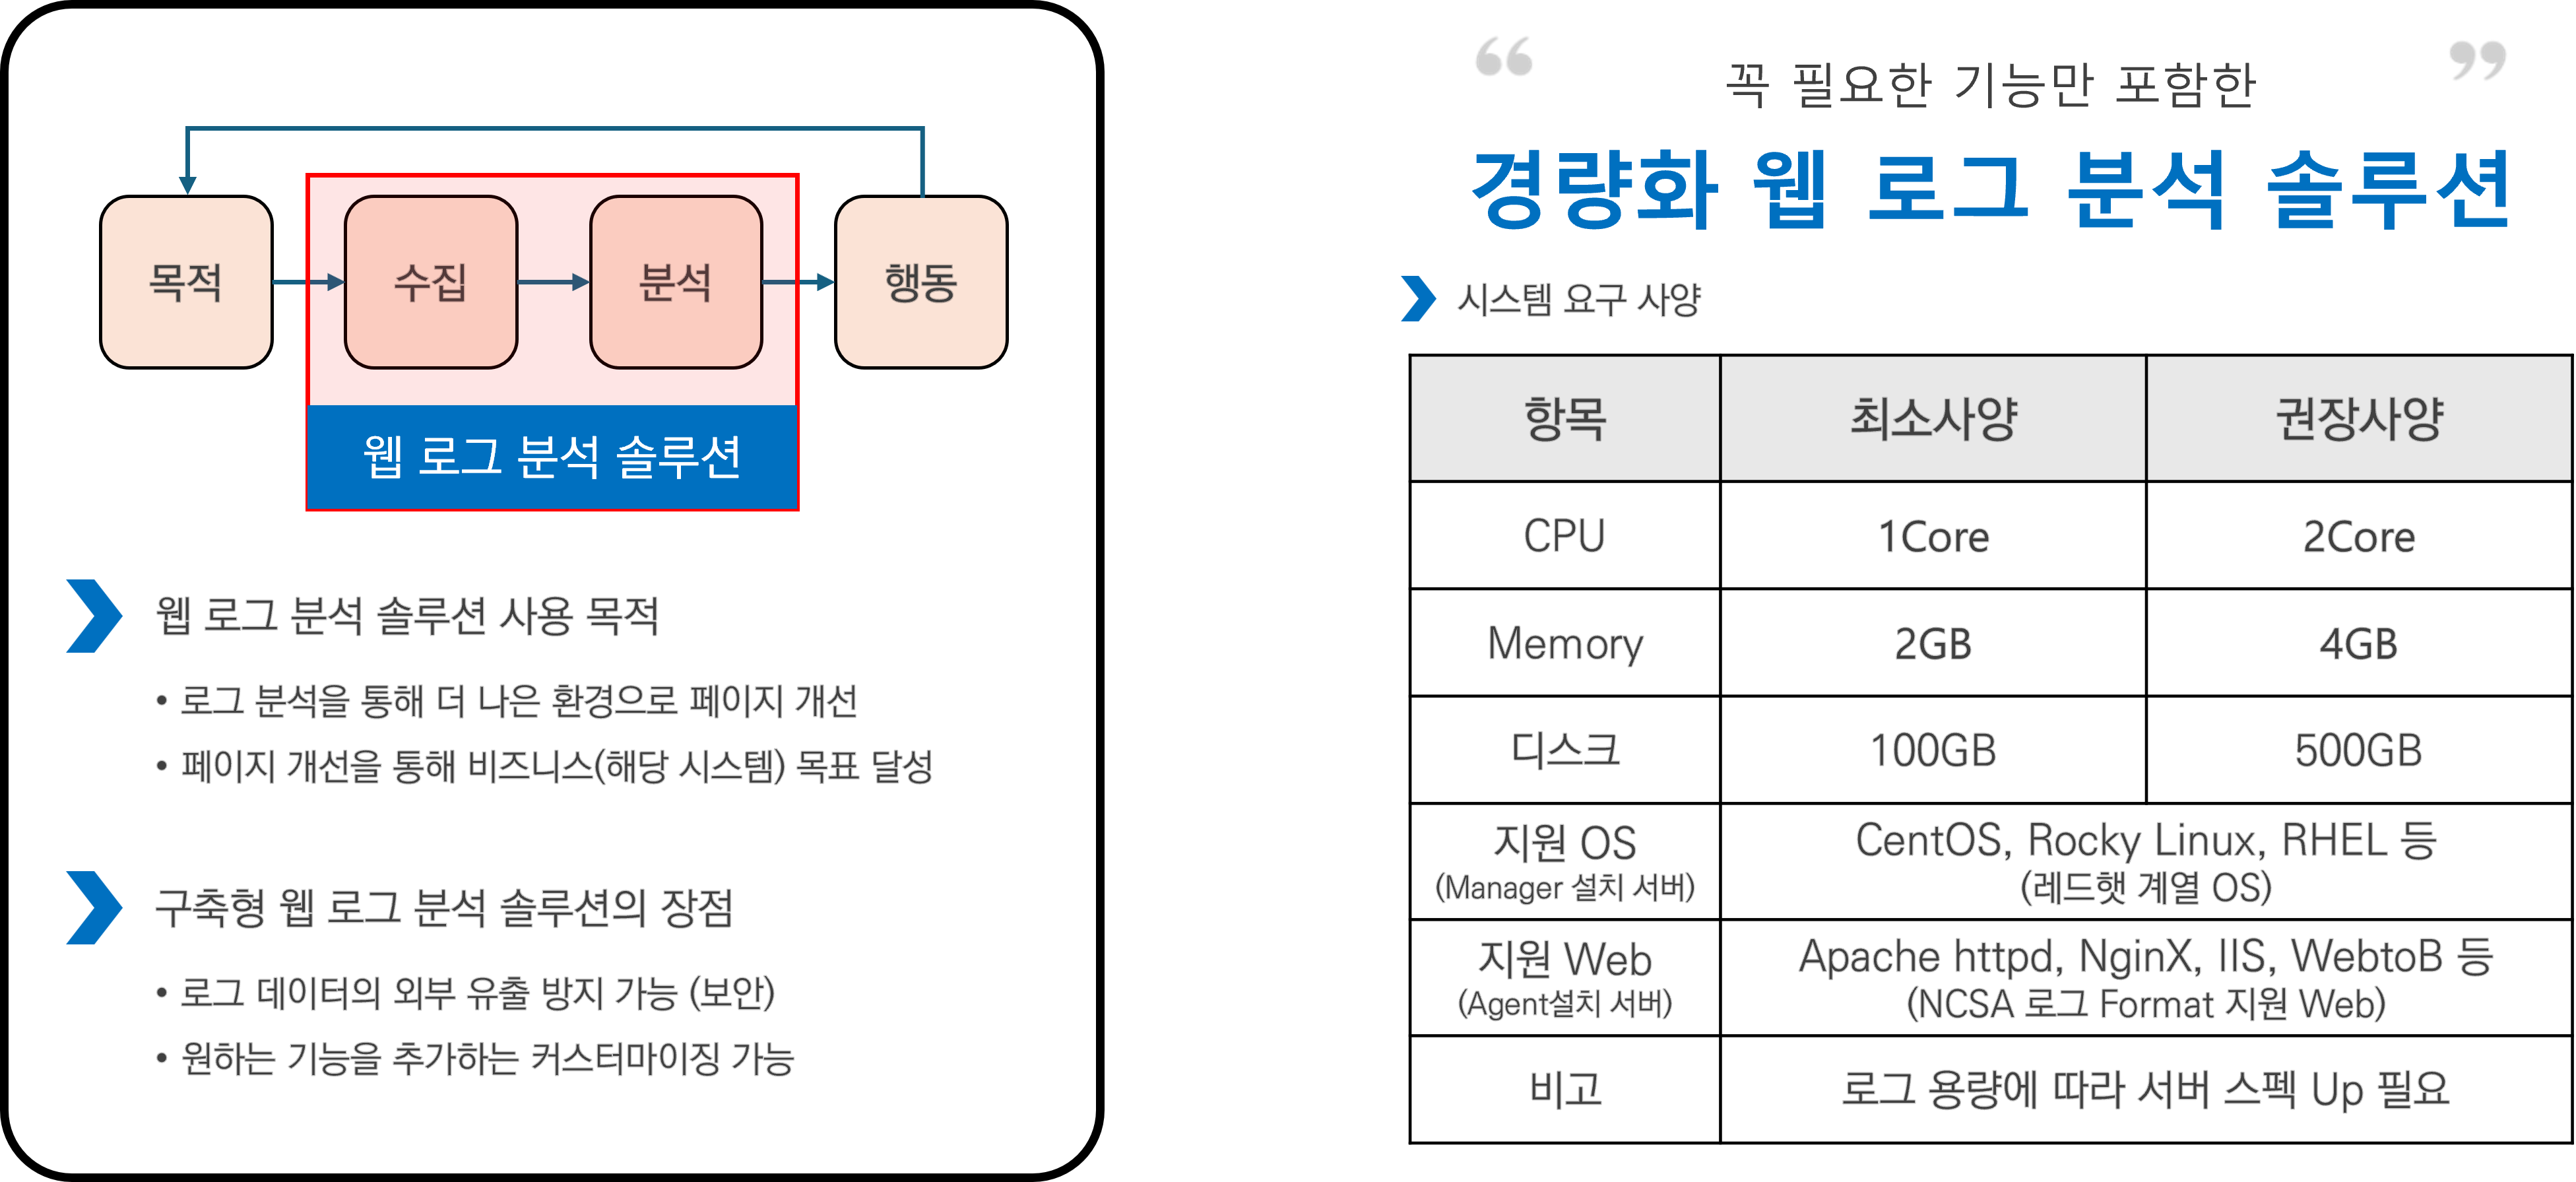 목적
수집
분석
행동
웹 로그 분석 솔루션
웹 로그 분석 솔루션 사용 목적
• 로그 분석을 통해 더 나은 환경으로 페이지 개선
• 페이지 개선을 통해 비즈니스(해당 시스템) 목표 달성
구축형 웹 로그 분석 솔루션의 장점
• 로그 데이터의 외부 유출 방지 가능 (보안)
• 원하는 기능을 추가하는 커스터마이징 가능
“ 꼭 필요한 기능만 포함한 ”
경량화 웹 로그 분석 솔루션
시스템 요구 사양
항목 최소사양 권장사양
CPU 1Core 2Core
Memory 2GB 4GB
디스크 100GB 500GB
지원 OS
(Manager 설치 서버)
CentOS, Rocky Linux, RHEL 등
(레드햇 계열 OS)
지원 Web
(Agent설치 서버)
Apache httpd, NginX, IIS, WebtoB 등
(NCSA 로그 Format 지원 Web)
비고 로그 용량에 따라 서버 스펙 Up 필요